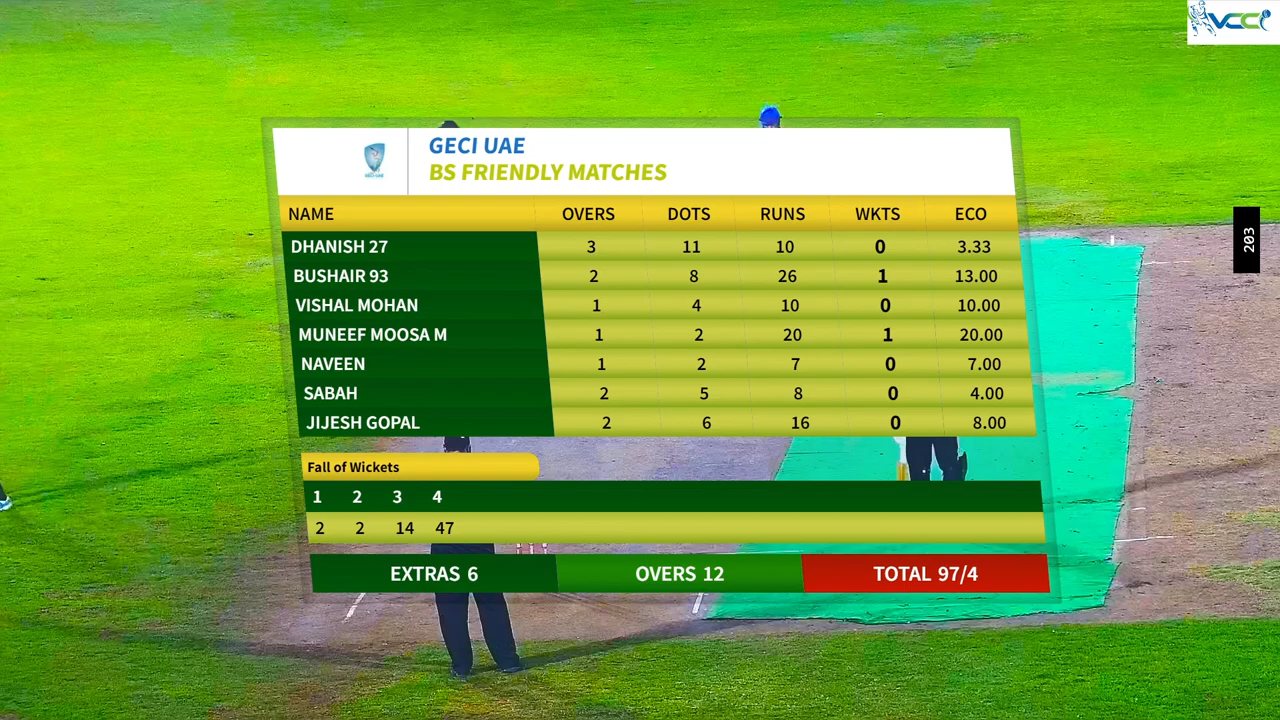 VCC
GECI UAE
BS FRIENDLY MATCHES
NAME OVERS DOTS RUNS WKTS ECO
DHANISH 27 3 11 10 0 3.33
BUSHAIR 93 2 8 26 1 13.00
VISHAL MOHAN 1 4 10 0 10.00
MUNEEF MOOSA M 1 2 20 1 20.00
NAVEEN 1 2 7 0 7.00
SABAH 2 5 8 0 4.00
JIJESH GOPAL 2 6 16 0 8.00
Fall of Wickets
1 2 3 4
2 2 14 47
EXTRAS 6 OVERS 12 TOTAL 97/4
203